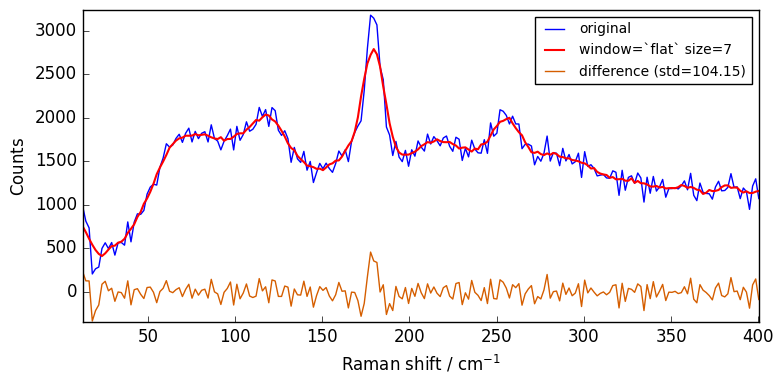 original
window=`flat` size=7
difference (std=104.15)
Counts
3000
2500
2000
1500
1000
500
0
50 100 150 200 250 300 350 400
Raman shift / cm⁻¹